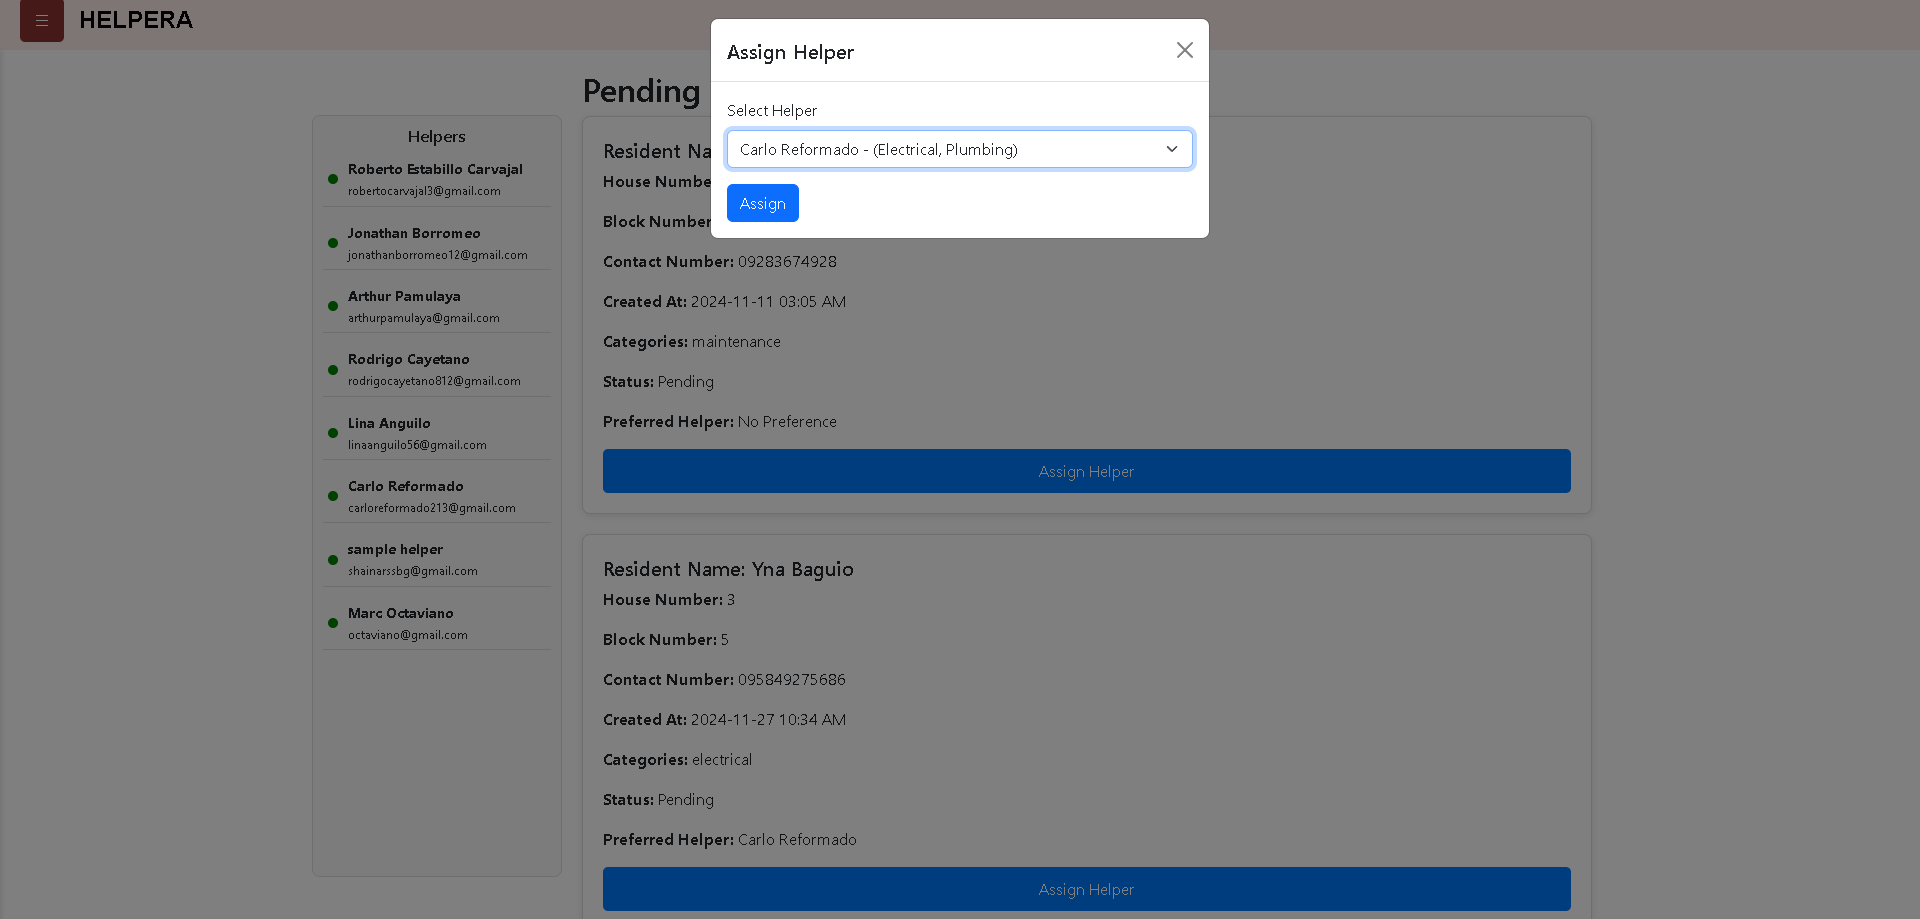 HELPERA
Assign Helper
Select Helper
Carlo Reformado - (Electrical, Plumbing)
Assign
Helpers
Roberto Estabillo Carvajal
robertocarvajal3@gmail.com
Jonathan Borromeo
jonathanborromeo12@gmail.com
Arthur Pamulaya
arthurpamulaya@gmail.com
Rodrigo Cayetano
rodrigocayetano812@gmail.com
Lina Anguilo
linaanguilo56@gmail.com
Carlo Reformado
carloreformado213@gmail.com
sample helper
shainarssbg@gmail.com
Marc Octaviano
octaviano@gmail.com
Pending
Resident Na
House Numbe
Block Number
Contact Number: 09283674928
Created At: 2024-11-11 03:05 AM
Categories: maintenance
Status: Pending
Preferred Helper: No Preference
Assign Helper
Resident Name: Yna Baguio
House Number: 3
Block Number: 5
Contact Number: 095849275686
Created At: 2024-11-27 10:34 AM
Categories: electrical
Status: Pending
Preferred Helper: Carlo Reformado
Assign Helper